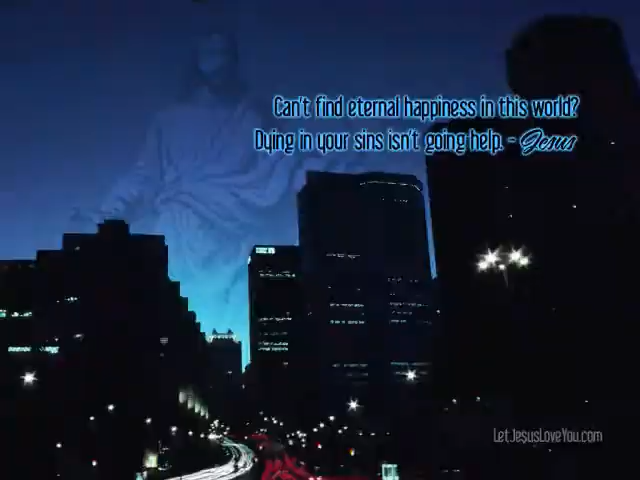 Can't find eternal happiness in this world?
Dying in your sins isn't going help. - Jesus
LetJesusLoveYou.com